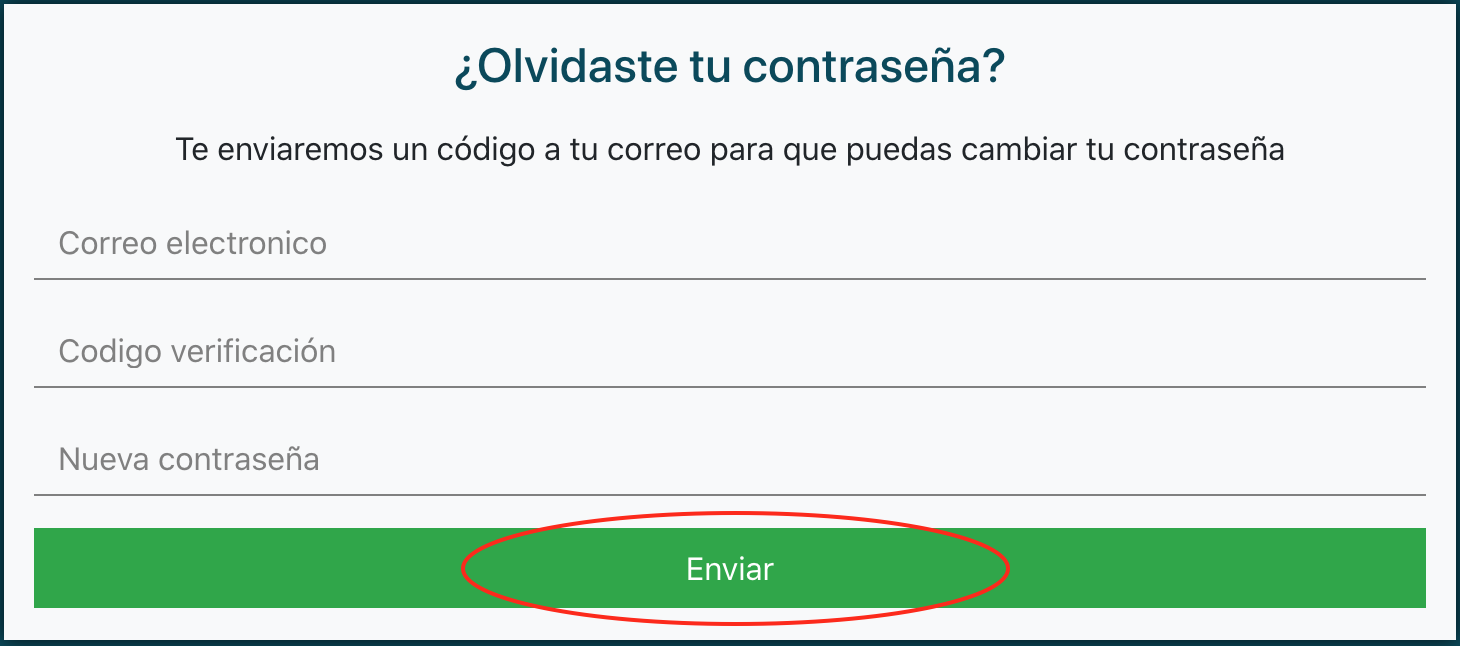 ¿Olvidaste tu contraseña?
Te enviaremos un código a tu correo para que puedas cambiar tu contraseña
Correo electronico
Codigo verificación
Nueva contraseña
Enviar